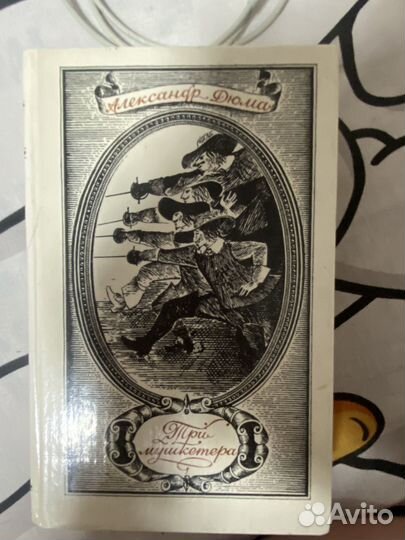 Александр Дюма
Три
мушкетера
Avito